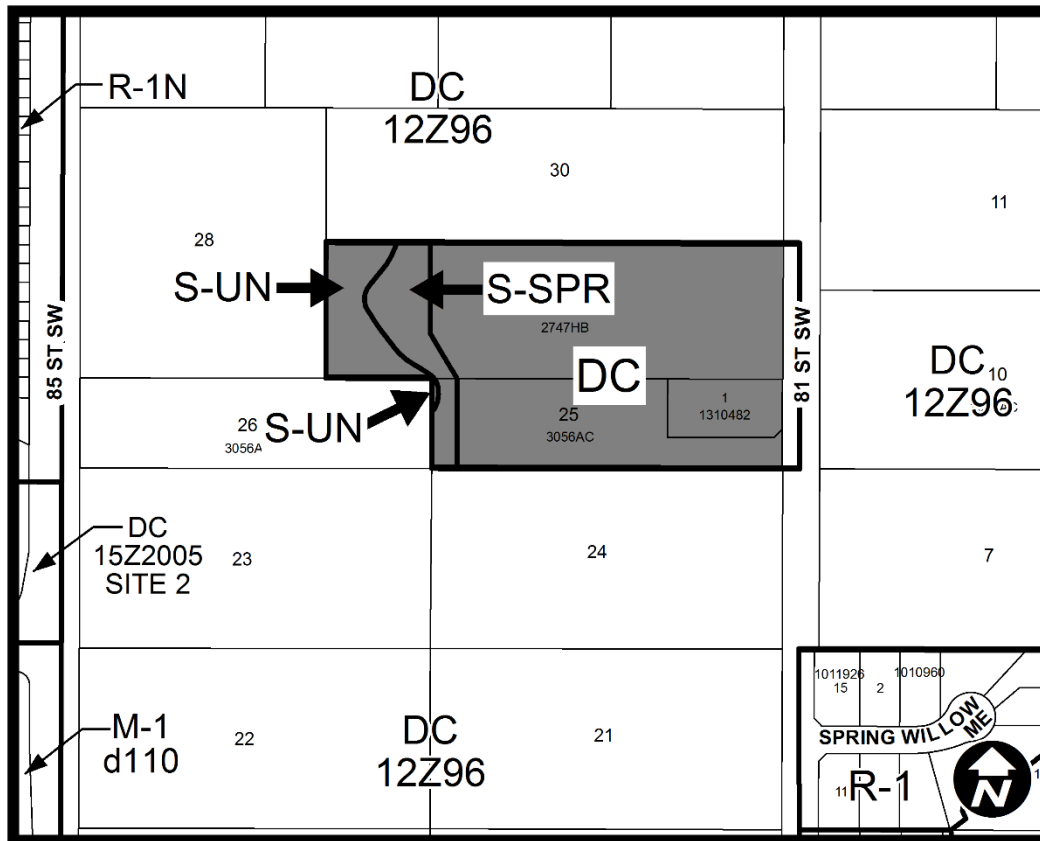 R-1N
DC
12Z96
30
11
28
S-UN
S-SPR
2747HB
85 ST SW
81 ST SW
DC
DC
10
12Z96
1
1310482
26
S-UN
3056A
25
3056AC
DC
15Z2005
SITE 2
23
24
7
1011926
15
2
1010960
SPRING WILLOW
ME
M-1
d110
22
DC
12Z96
21
11
R-1
N